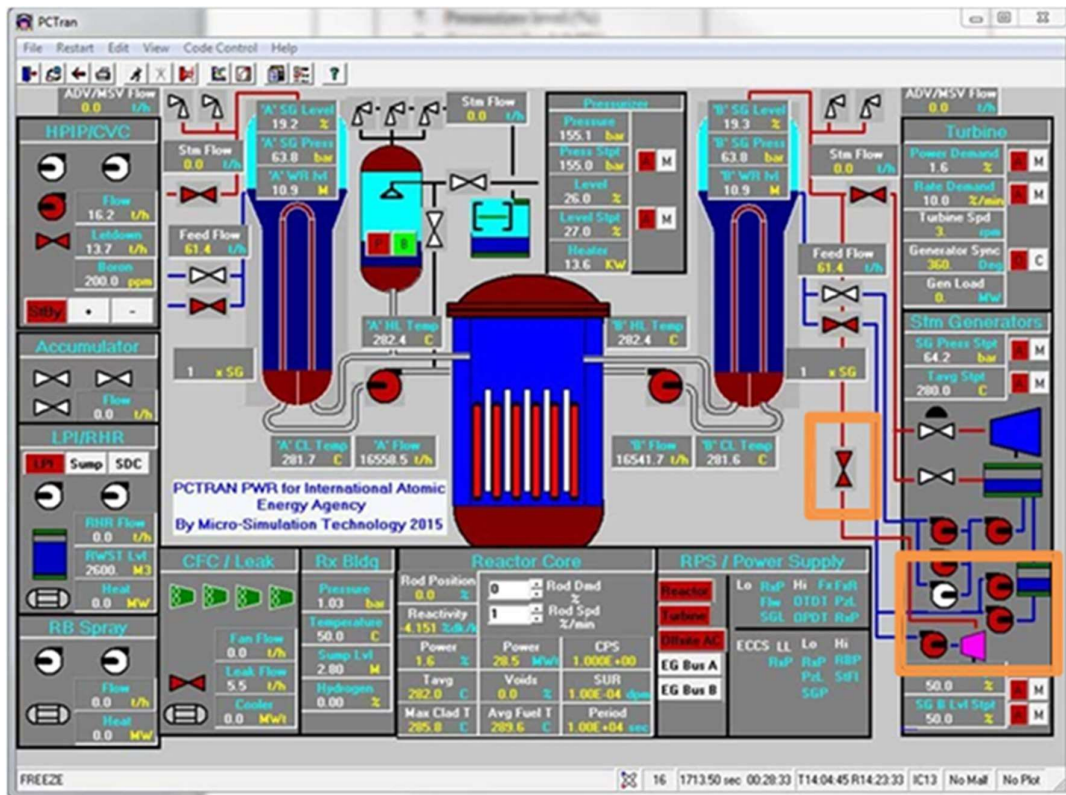 PCTran
File Restart Edit View Code Control Help
ADV/MSV Flow
0.0 t/h
HPIP/CVC
Flow
16.2 t/h
Letdown
13.7 t/h
Boron
200.0 ppm
StBy • -
Accumulator
Flow
0.0 t/h
LPI/RHR
LPI Sump SDC
RHR Flow
0.0 t/h
RWST Lvl
2600. M3
Heat
0.0 MW
RB Spray
Flow
0.0 t/h
Heat
0.0 MW
Stm Flow
0.0 t/h
Feed Flow
61.4 t/h
1 x SG
'A' SG Level
19.2 %
'A' SG Press
63.8 bar
'A' WR lvl
10.9 M
P B
Stm Flow
0.0 t/h
'A' HL Temp
282.4 C
'A' CL Temp
281.7 C
'A' Flow
16558.5 t/h
Pressurizer
Pressure
155.1 bar
Press Stpt
155.0 bar
A M
Level
26.0 %
Level Stpt
27.0 %
A M
Heater
13.6 KW
'B' SG Level
19.3 %
'B' SG Press
63.8 bar
'B' WR lvl
10.9 M
'B' HL Temp
282.4 C
'B' Flow
16541.7 t/h
'B' CL Temp
281.6 C
Stm Flow
0.0 t/h
Feed Flow
61.4 t/h
1 x SG
ADV/MSV Flow
0.0 t/h
Turbine
Power Demand
1.6 %
A M
Rate Demand
10.0 %/min
A M
Turbine Spd
3. rpm
Generator Sync
360. Deg
O C
Gen Load
0. MW
Stm Generators
SG Press Stpt
64.2 bar
A M
Tavg Stpt
280.0 C
A M
50.0 %
A M
SG B Lvl Stpt
50.0 %
A M
PCTRAN PWR for International Atomic
Energy Agency
By Micro-Simulation Technology 2015
CFC / Leak
Fan Flow
0.0 t/h
Leak Flow
5.5 t/h
Cooler
0.0 MWt
Rx Bldg
Pressure
1.03 bar
Temperature
50.0 C
Sump Lvl
2.80 M
Hydrogen
0.00 %
Reactor Core
Rod Position
0.0 %
0 Rod Dmd
%
Reactivity
-4.151 %dk/k
1 Rod Spd
%/min
Power Power CPS
1.6 % 28.5 MWt 1.000E+00
Tavg Voids SUR
282.0 C 0.0 % 1.00E-04 dpm
Max Clad T Avg Fuel T Period
285.8 C 289.6 C 1.00E+04 sec
RPS / Power Supply
Reactor
Turbine
Offsite AC
EG Bus A
EG Bus B
Lo RxP Hi Fx FxR
Flw OTDT PzL
SGL OPDT RxP
ECCS LL Lo Hi
RxP RxP RBP
PzL StFl
SGP
FREEZE 16 1713.50 sec 00:28:33 T14:04:45 R14:23:33 IC13 No Malf No Plot